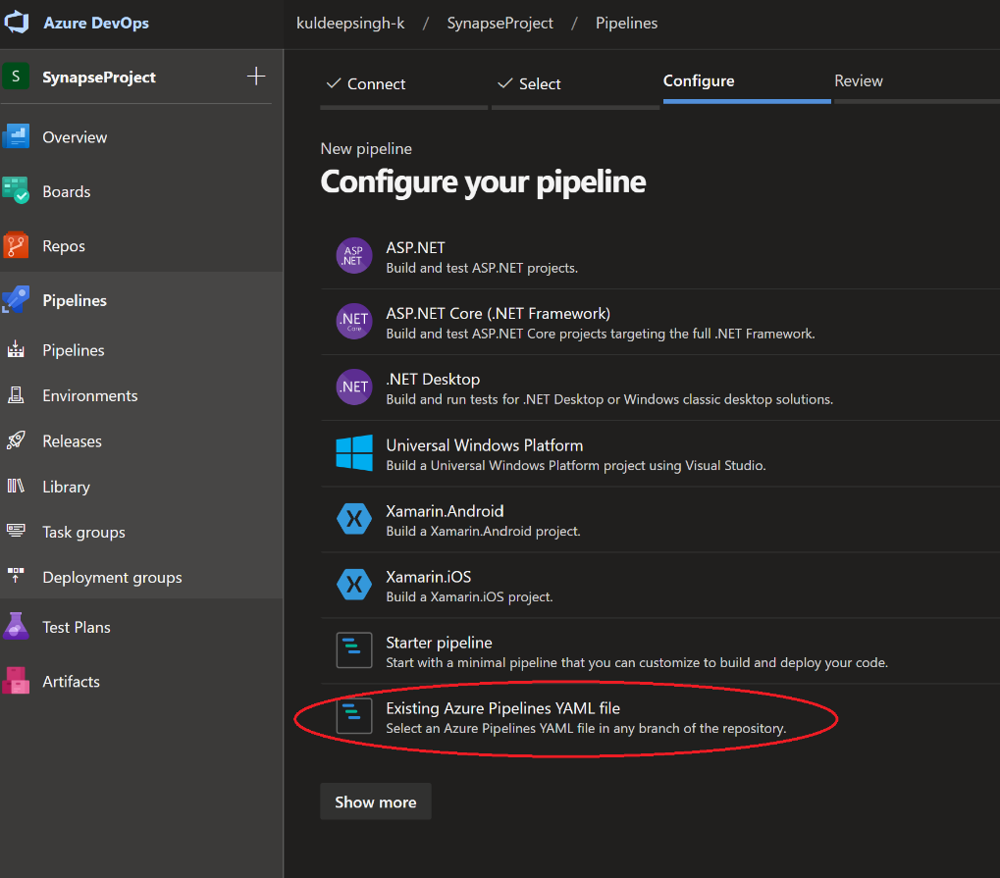 Azure DevOps
kuldeepsingh-k / SynapseProject / Pipelines
S SynapseProject +
Overview
Boards
Repos
Pipelines
Pipelines
Environments
Releases
Library
Task groups
Deployment groups
Test Plans
Artifacts
Connect Select Configure Review
New pipeline
Configure your pipeline
ASP
.NET
ASP.NET
Build and test ASP.NET projects.
.NET
Core
ASP.NET Core (.NET Framework)
Build and test ASP.NET Core projects targeting the full .NET Framework.
.NET
.NET Desktop
Build and run tests for .NET Desktop or Windows classic desktop solutions.
Universal Windows Platform
Build a Universal Windows Platform project using Visual Studio.
Xamarin.Android
Build a Xamarin.Android project.
Xamarin.iOS
Build a Xamarin.iOS project.
Starter pipeline
Start with a minimal pipeline that you can customize to build and deploy your code.
Existing Azure Pipelines YAML file
Select an Azure Pipelines YAML file in any branch of the repository.
Show more